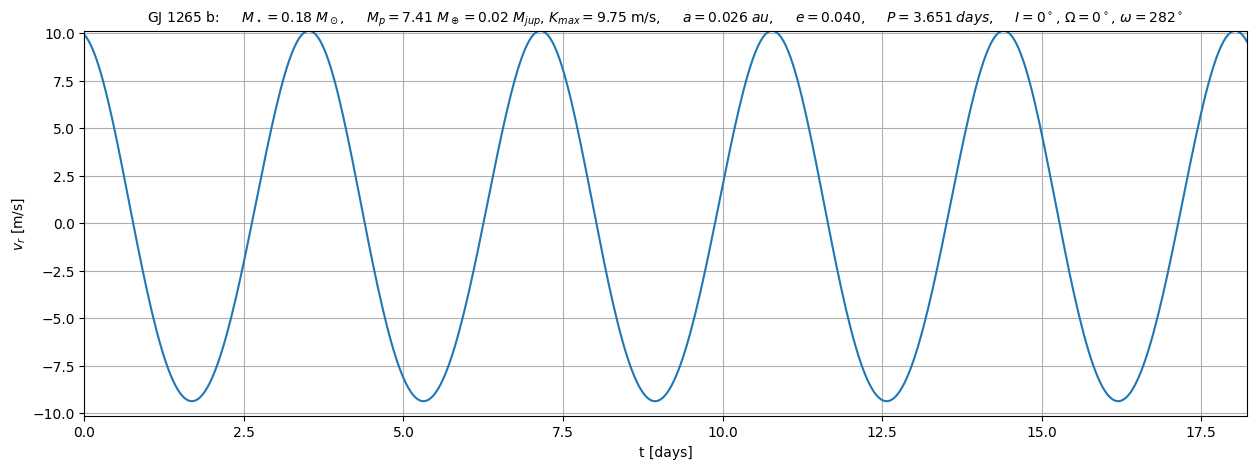 GJ 1265 b: M⋆ = 0.18 M⊙, Mp = 7.41 M⊕ = 0.02 Mjup, Kmax = 9.75 m/s, a = 0.026 au, e = 0.040, P = 3.651 days, I = 0°, Ω = 0°, ω = 282°
10.0
7.5
5.0
2.5
0.0
−2.5
−5.0
−7.5
−10.0
vr [m/s]
0.0 2.5 5.0 7.5 10.0 12.5 15.0 17.5
t [days]